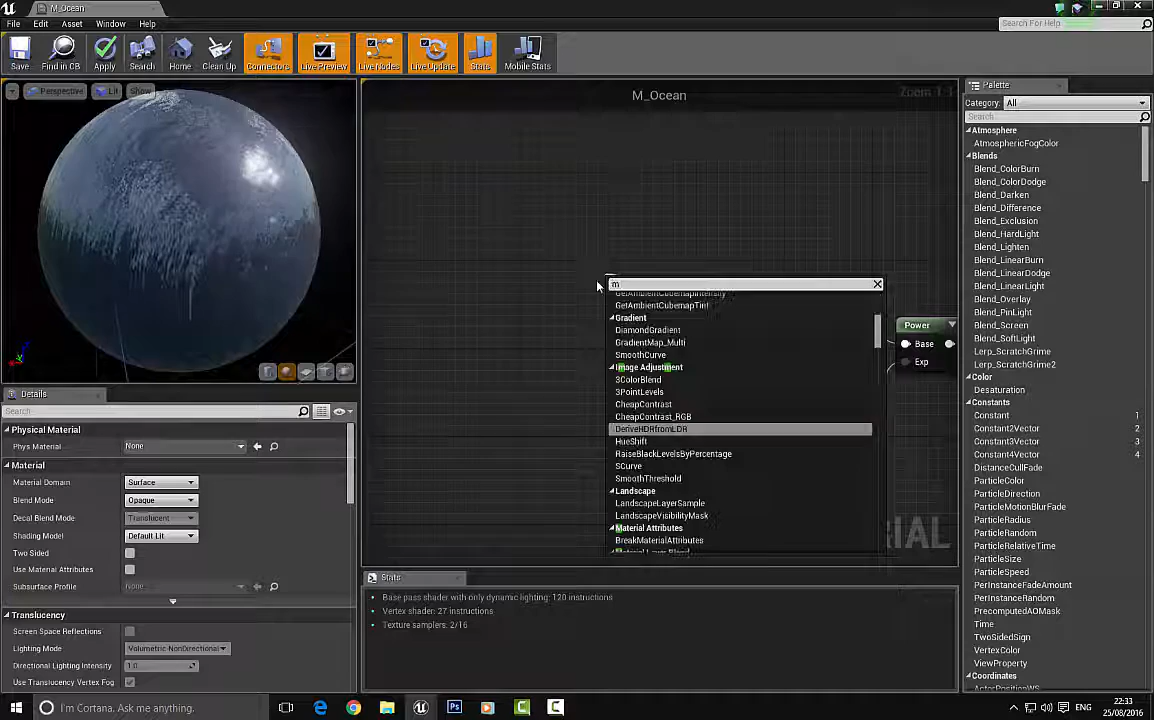 M_Ocean
File Edit Asset Window Help
Search For Help
Save Find in CB Apply Search Home Clean Up Connectors Live Preview Live Nodes Live Update Stats Mobile Stats
Perspective Lit Show
M_Ocean
Zoom 1:1
Palette
Category: All
Search
Atmosphere
AtmosphericFogColor
Blends
Blend_ColorBurn
Blend_ColorDodge
Blend_Darken
Blend_Difference
Blend_Exclusion
Blend_HardLight
Blend_Lighten
Blend_LinearBurn
Blend_LinearDodge
Blend_LinearLight
Blend_Overlay
Blend_PinLight
Blend_Screen
Blend_SoftLight
Lerp_ScratchGrime
Lerp_ScratchGrime2
Color
Desaturation
Constants
Constant 1
Constant2Vector 2
Constant3Vector 3
Constant4Vector 4
DistanceCullFade
ParticleColor
ParticleDirection
ParticleMotionBlurFade
ParticleRadius
ParticleRandom
ParticleRelativeTime
ParticleSize
ParticleSpeed
PerInstanceFadeAmount
PerInstanceRandom
PrecomputedAOMask
Time
TwoSidedSign
VertexColor
ViewProperty
Coordinates
ActorPositionWS
m
GetAmbientCubemapIntensity
GetAmbientCubemapTint
Gradient
DiamondGradient
GradientMap_Multi
SmoothCurve
Image Adjustment
3ColorBlend
3PointLevels
CheapContrast
CheapContrast_RGB
DeriveHDRfromLDR
HueShift
RaiseBlackLevelsByPercentage
SCurve
SmoothThreshold
Landscape
LandscapeLayerSample
LandscapeVisibilityMask
Material Attributes
BreakMaterialAttributes
Material Layer Blend
Power
Base
Exp
IAL
Details
Search
Physical Material
Phys Material None
Material
Material Domain Surface
Blend Mode Opaque
Decal Blend Mode Translucent
Shading Model Default Lit
Two Sided
Use Material Attributes
Subsurface Profile None
Translucency
Screen Space Reflections
Lighting Mode Volumetric-NonDirectional
Directional Lighting Intensity 1.0
Use Translucency Vertex Fog
Stats
Base pass shader with only dynamic lighting: 120 instructions
Vertex shader: 27 instructions
Texture samplers: 2/16
I'm Cortana. Ask me anything.
ENG
22:33
25/08/2016